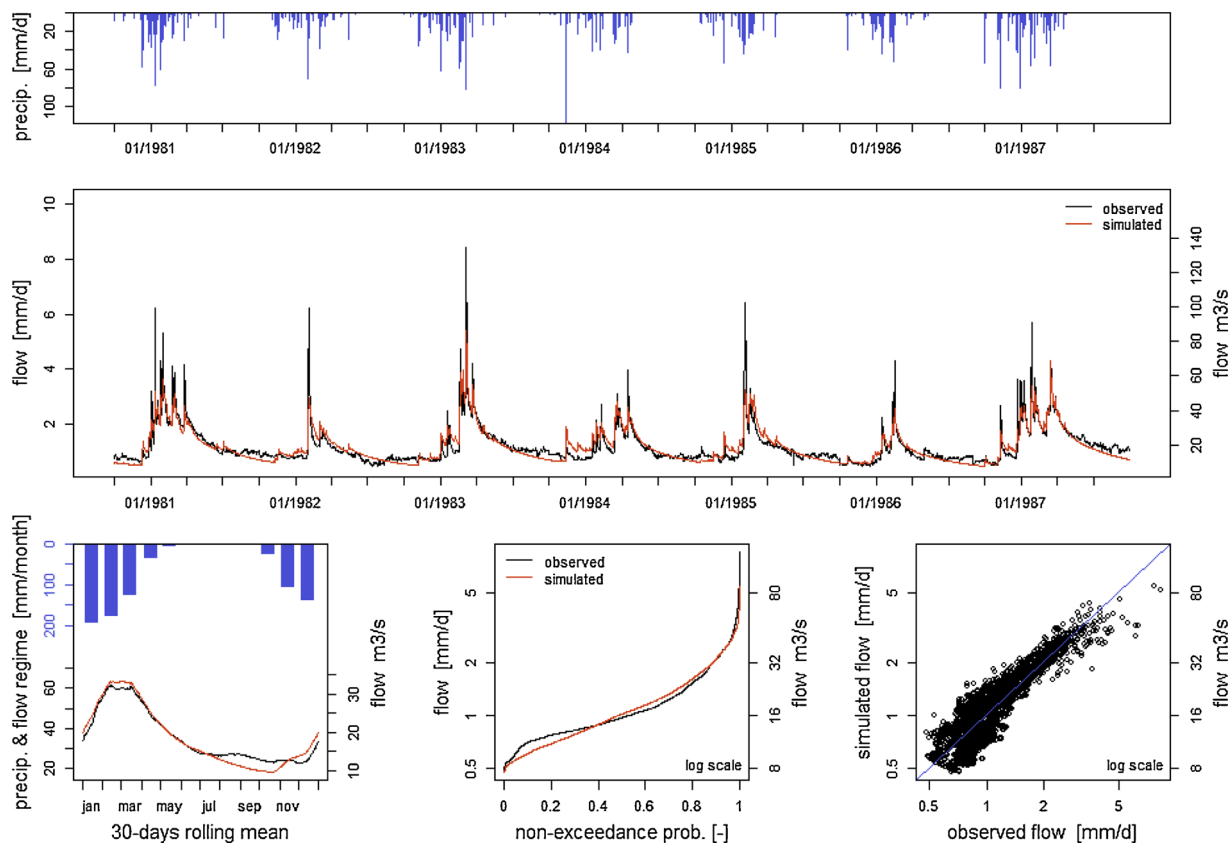 precip. [mm/d]
20
60
100
01/1981 01/1982 01/1983 01/1984 01/1985 01/1986 01/1987
flow [mm/d]
10
8
6
4
2
observed
simulated
140
120
100
80
60
40
20
flow m3/s
01/1981 01/1982 01/1983 01/1984 01/1985 01/1986 01/1987
precip. & flow regime [mm/month]
0
100
200
60
40
20
30
20
10
flow m3/s
jan mar may jul sep nov
30-days rolling mean
flow [mm/d]
5
2
1
0.5
observed
simulated
log scale
80
32
16
8
flow m3/s
0 0.2 0.4 0.6 0.8 1
non-exceedance prob. [-]
simulated flow [mm/d]
5
2
1
0.5
log scale
80
32
16
8
flow m3/s
0.5 1 2 5
observed flow [mm/d]